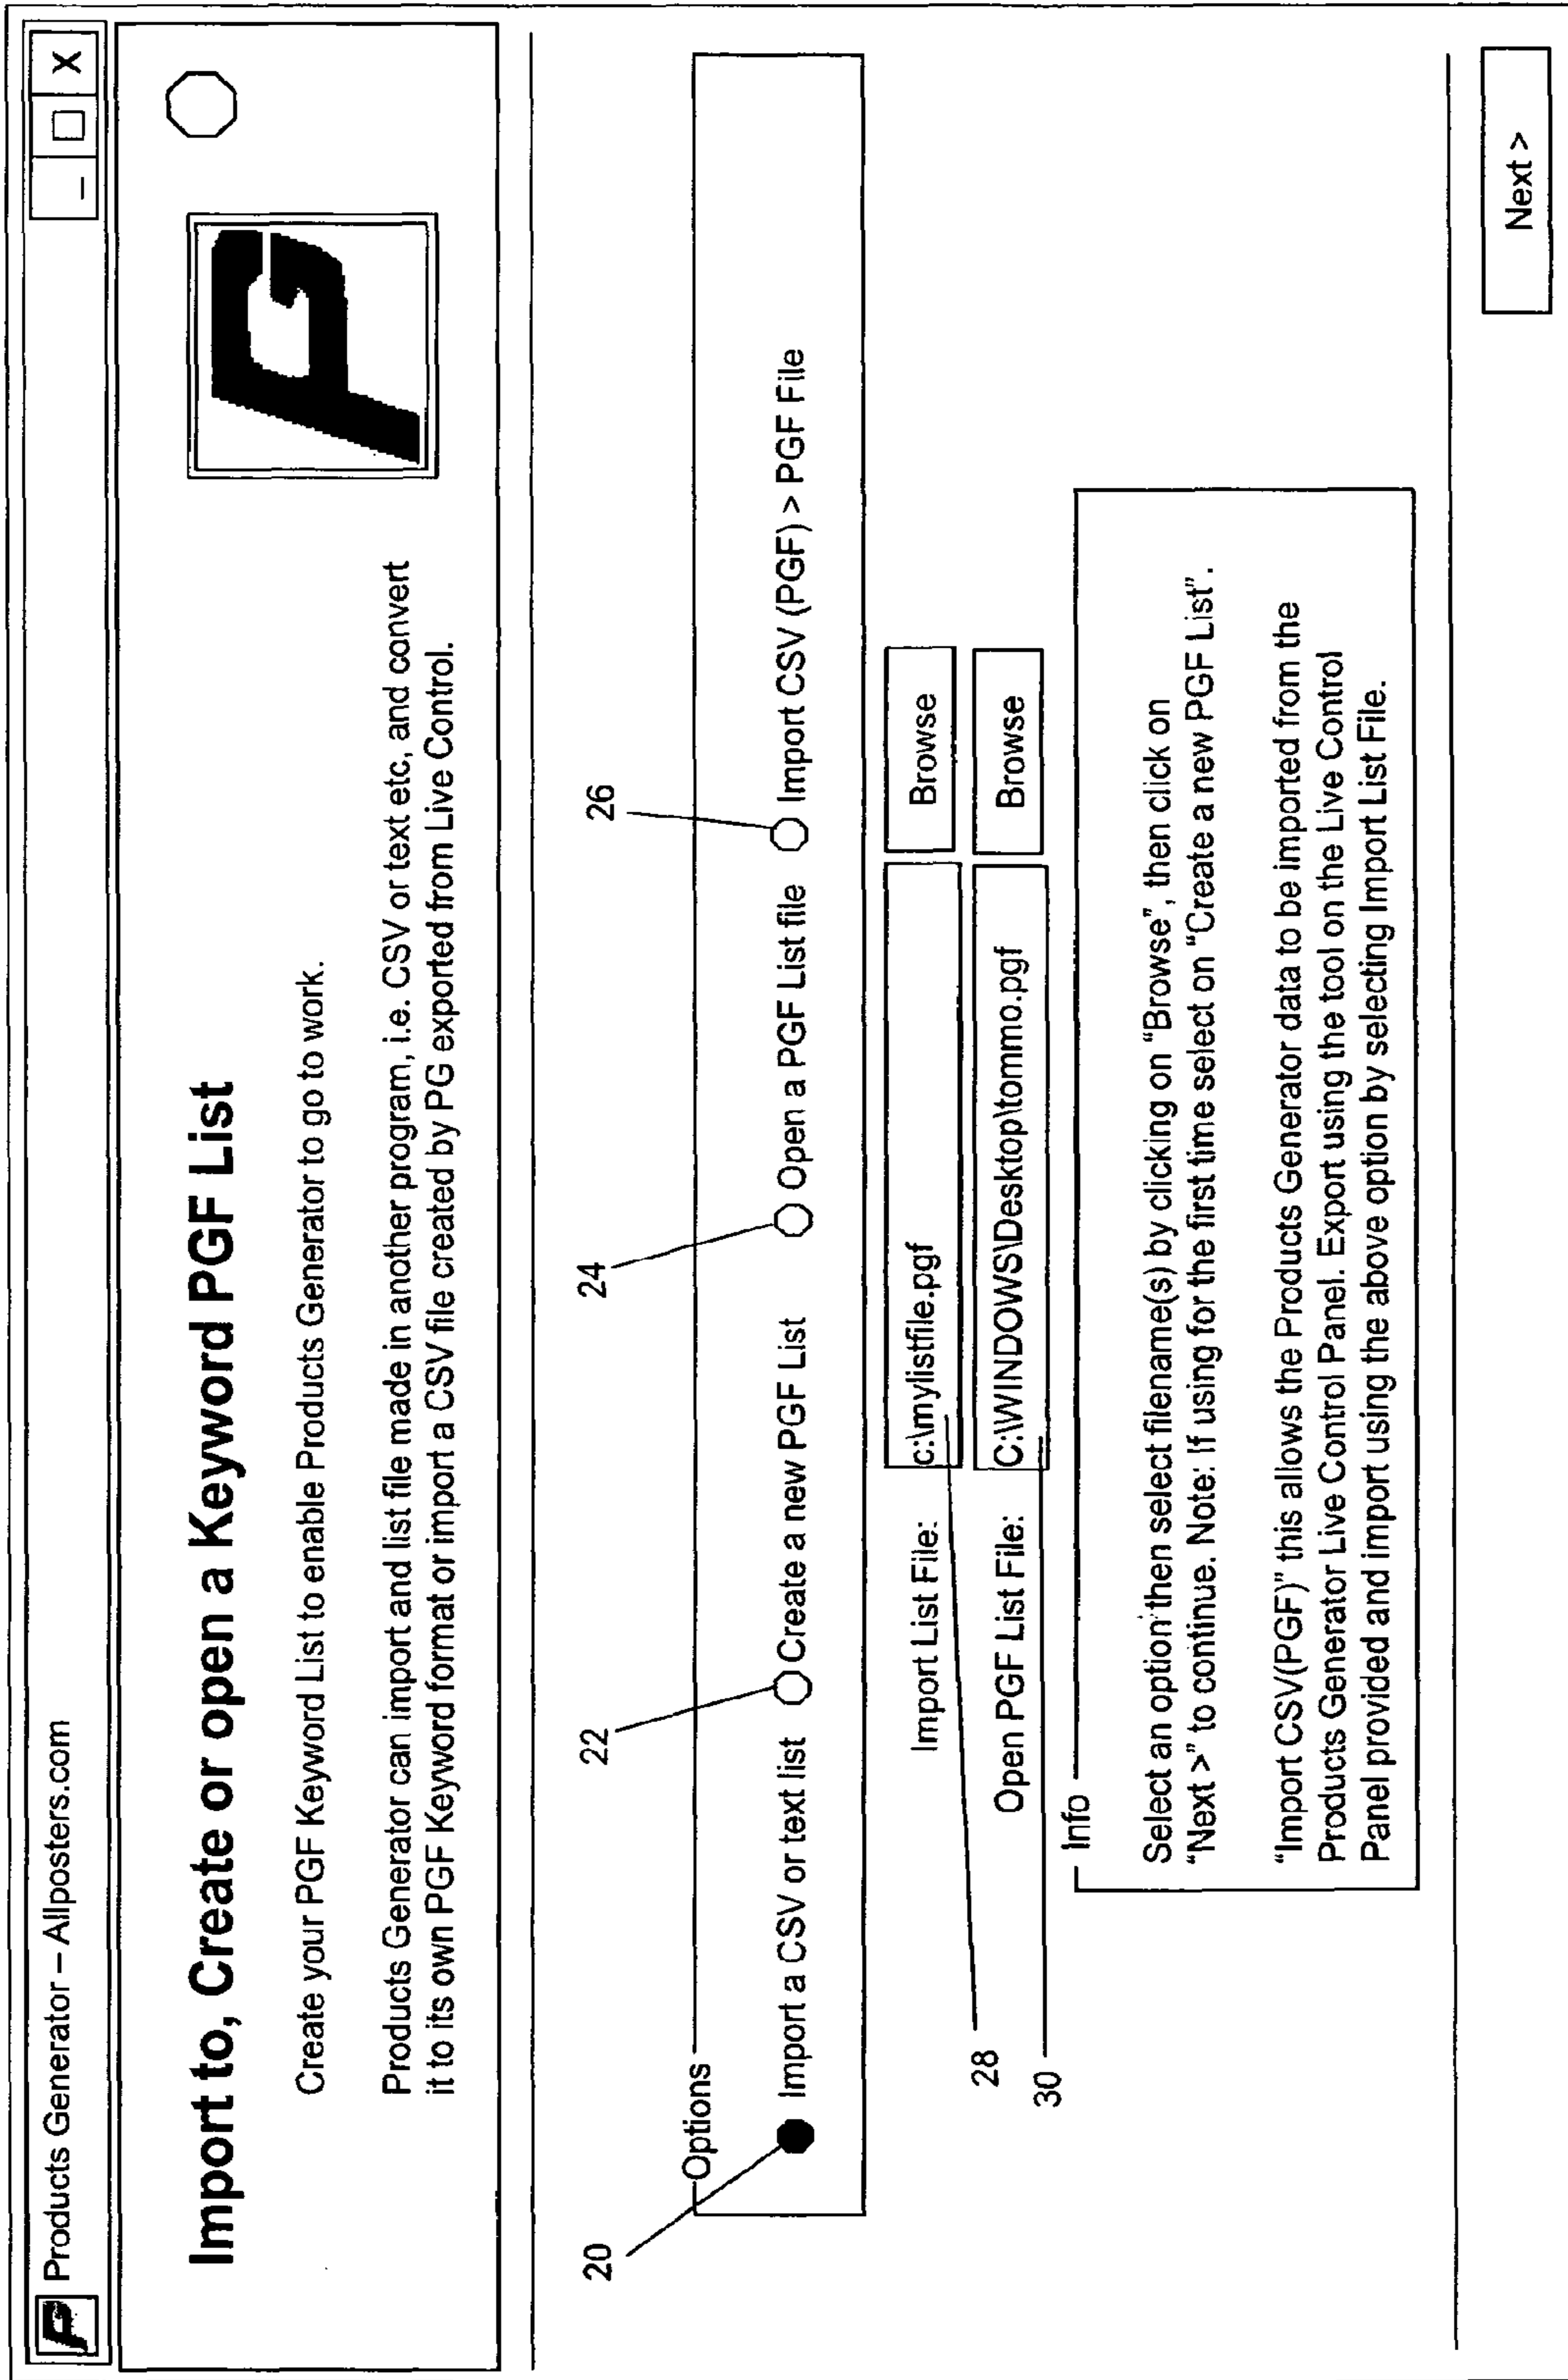 Products Generator – Allposters.com
_ □ X
Import to, Create or open a Keyword PGF List
PG
Create your PGF Keyword List to enable Products Generator to go to work.
Products Generator can import and list file made in another program, i.e. CSV or text etc, and convert
it to its own PGF Keyword format or import a CSV file created by PG exported from Live Control.
20
22
24
26
Options
Import a CSV or text list
Create a new PGF List
Open a PGF List file
Import CSV (PGF) > PGF File
Import List File:
c:\mylistfile.pgf
Browse
28
Open PGF List File:
C:\WINDOWS\Desktop\tommo.pgf
Browse
30
Info
Select an option then select filename(s) by clicking on "Browse", then click on
"Next >" to continue. Note: If using for the first time select on "Create a new PGF List".
"Import CSV(PGF)" this allows the Products Generator data to be imported from the
Products Generator Live Control Panel. Export using the tool on the Live Control
Panel provided and import using the above option by selecting Import List File.
Next >